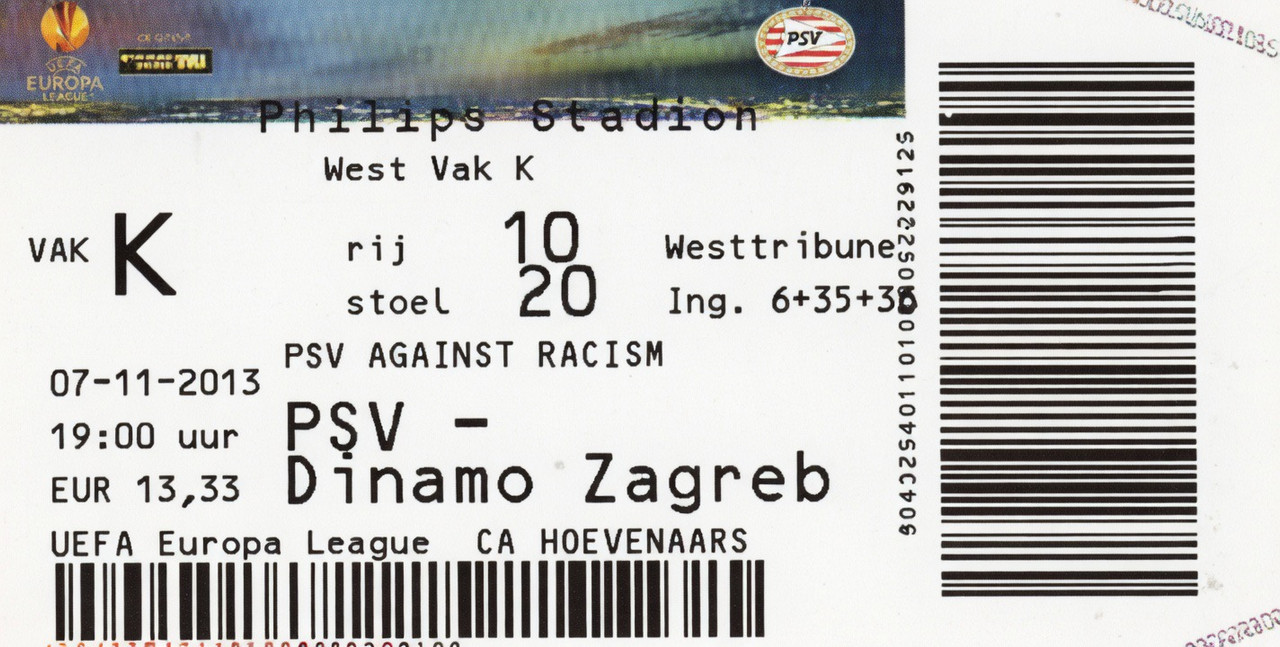 UEFA
EUROPA
LEAGUE
PSV
Philips Stadion
West Vak K
VAK K
rij 10 Westtribune
stoel 20 Ing. 6+35+36
PSV AGAINST RACISM
07-11-2013
19:00 uur
EUR 13,33
PSV -
Dinamo Zagreb
UEFA Europa League CA HOEVENAARS